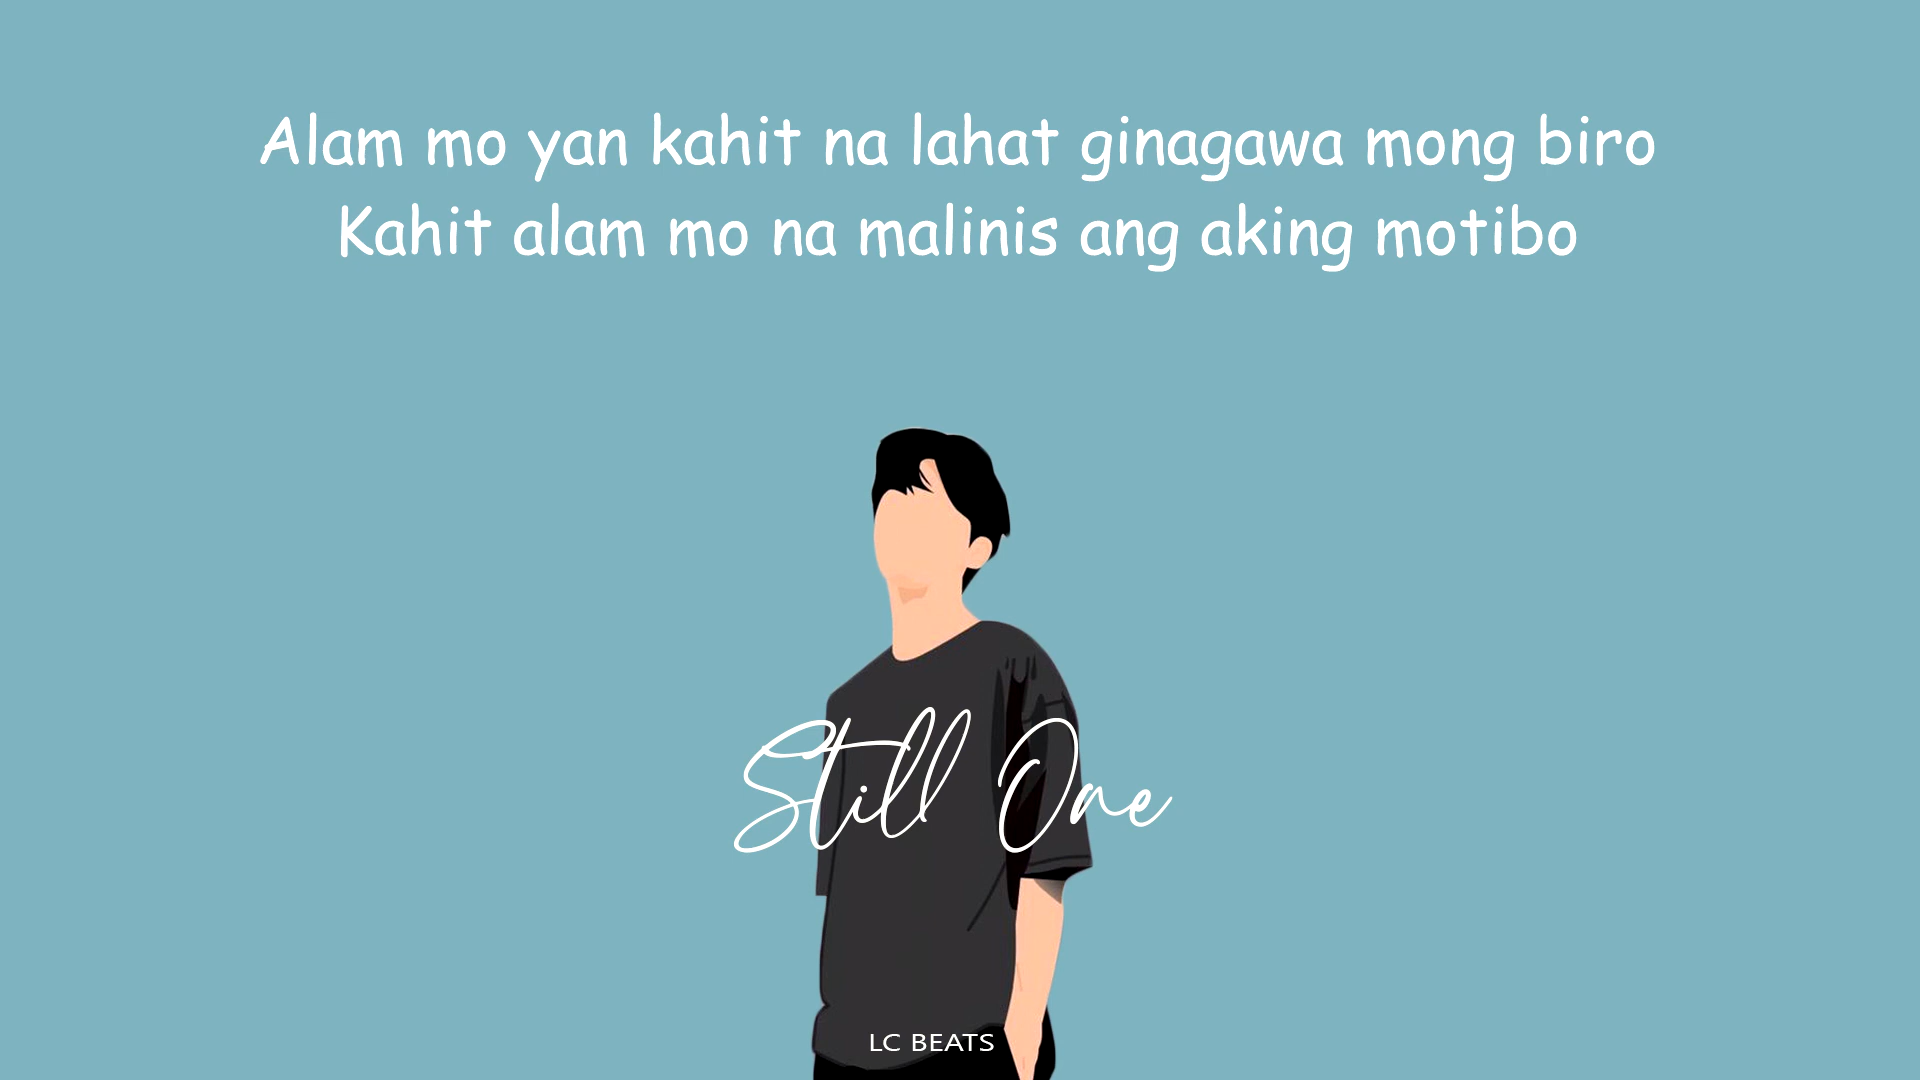 Alam mo yan kahit na lahat ginagawa mong biro
Kahit alam mo na malinis ang aking motibo
Still One
LC BEATS